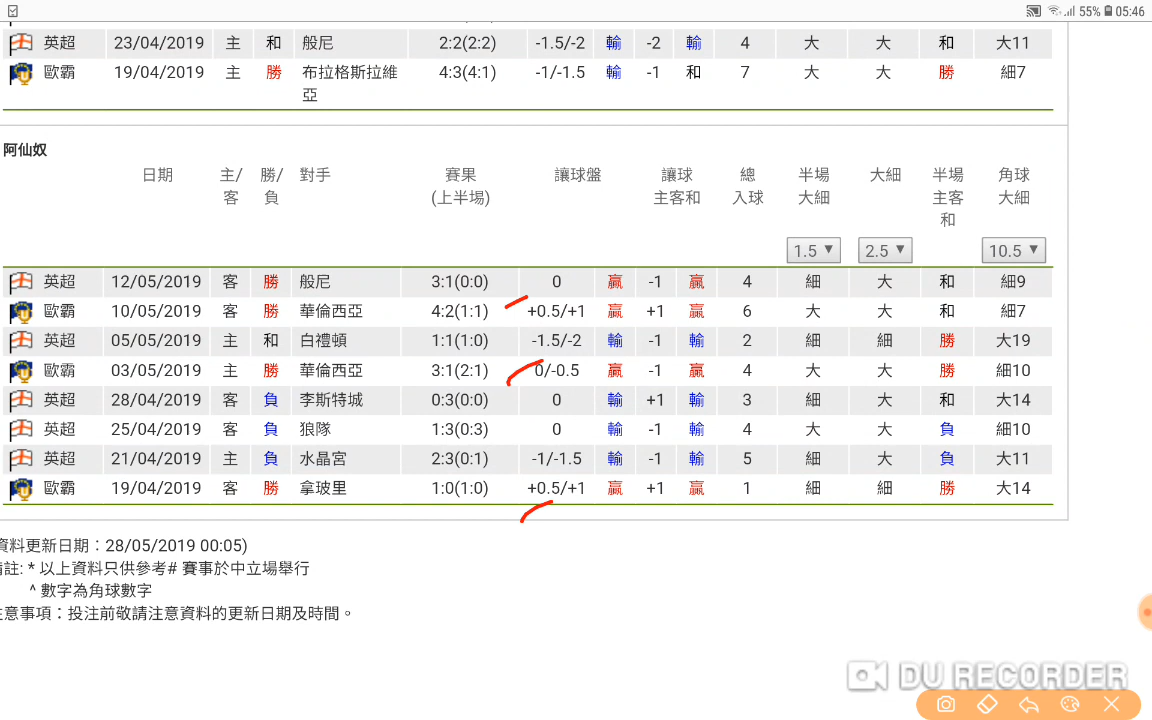 55% 05:46
英超 23/04/2019 主 和 般尼 2:2(2:2) -1.5/-2 輸 -2 輸 4 大 大 和 大11
歐霸 19/04/2019 主 勝 布拉格斯拉維 4:3(4:1) -1/-1.5 輸 -1 和 7 大 大 勝 細7
亞
阿仙奴
日期 主/ 勝/ 對手 賽果 讓球盤 讓球 總 半場 大細 半場 角球
客 負 (上半場) 主客和 入球 大細 主客 大細
和
1.5 2.5 10.5
英超 12/05/2019 客 勝 般尼 3:1(0:0) 0 贏 -1 贏 4 細 大 和 細9
歐霸 10/05/2019 客 勝 華倫西亞 4:2(1:1) +0.5/+1 贏 +1 贏 6 大 大 和 細7
英超 05/05/2019 主 和 白禮頓 1:1(1:0) -1.5/-2 輸 -1 輸 2 細 細 勝 大19
歐霸 03/05/2019 主 勝 華倫西亞 3:1(2:1) 0/-0.5 贏 -1 贏 4 大 大 勝 細10
英超 28/04/2019 客 負 李斯特城 0:3(0:0) 0 輸 +1 輸 3 細 大 和 大14
英超 25/04/2019 客 負 狼隊 1:3(0:3) 0 輸 -1 輸 4 大 大 負 細10
英超 21/04/2019 主 負 水晶宮 2:3(0:1) -1/-1.5 輸 -1 輸 5 細 大 負 大11
歐霸 19/04/2019 客 勝 拿玻里 1:0(1:0) +0.5/+1 贏 +1 贏 1 細 細 勝 大14
資料更新日期：28/05/2019 00:05)
註: * 以上資料只供參考# 賽事於中立場舉行
^ 數字為角球數字
意事項：投注前敬請注意資料的更新日期及時間。
DU RECORDER